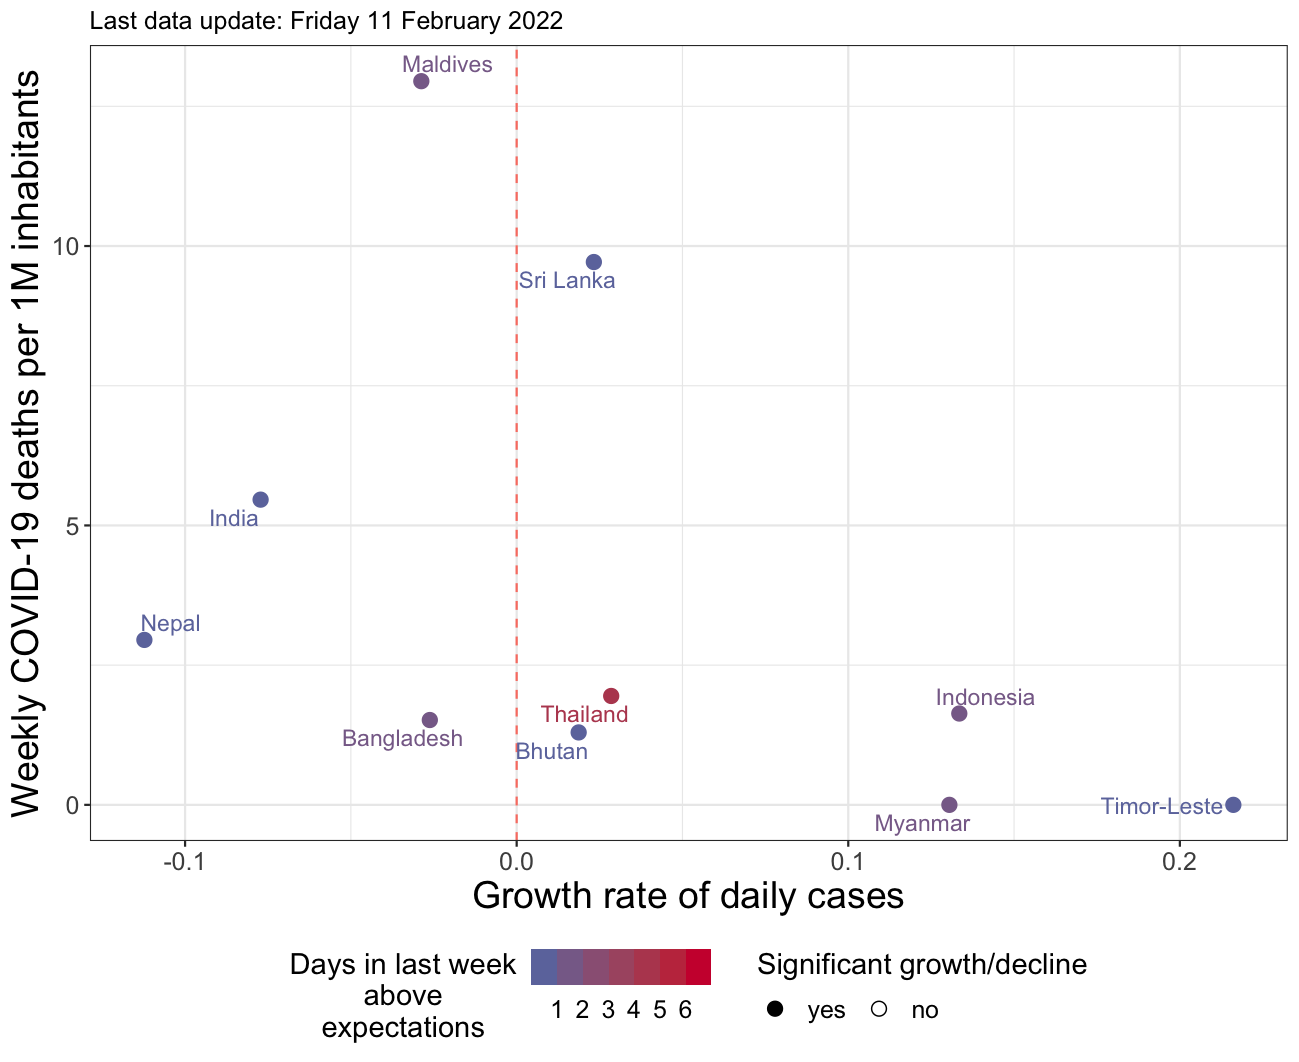 Last data update: Friday 11 February 2022
Weekly COVID-19 deaths per 1M inhabitants
Maldives
10
Sri Lanka
India
5
Nepal
Indonesia
Thailand
Bangladesh
Bhutan
0
Timor-Leste
Myanmar
-0.1 0.0 0.1 0.2
Growth rate of daily cases
Days in last week
above
expectations
1 2 3 4 5 6
Significant growth/decline
yes no